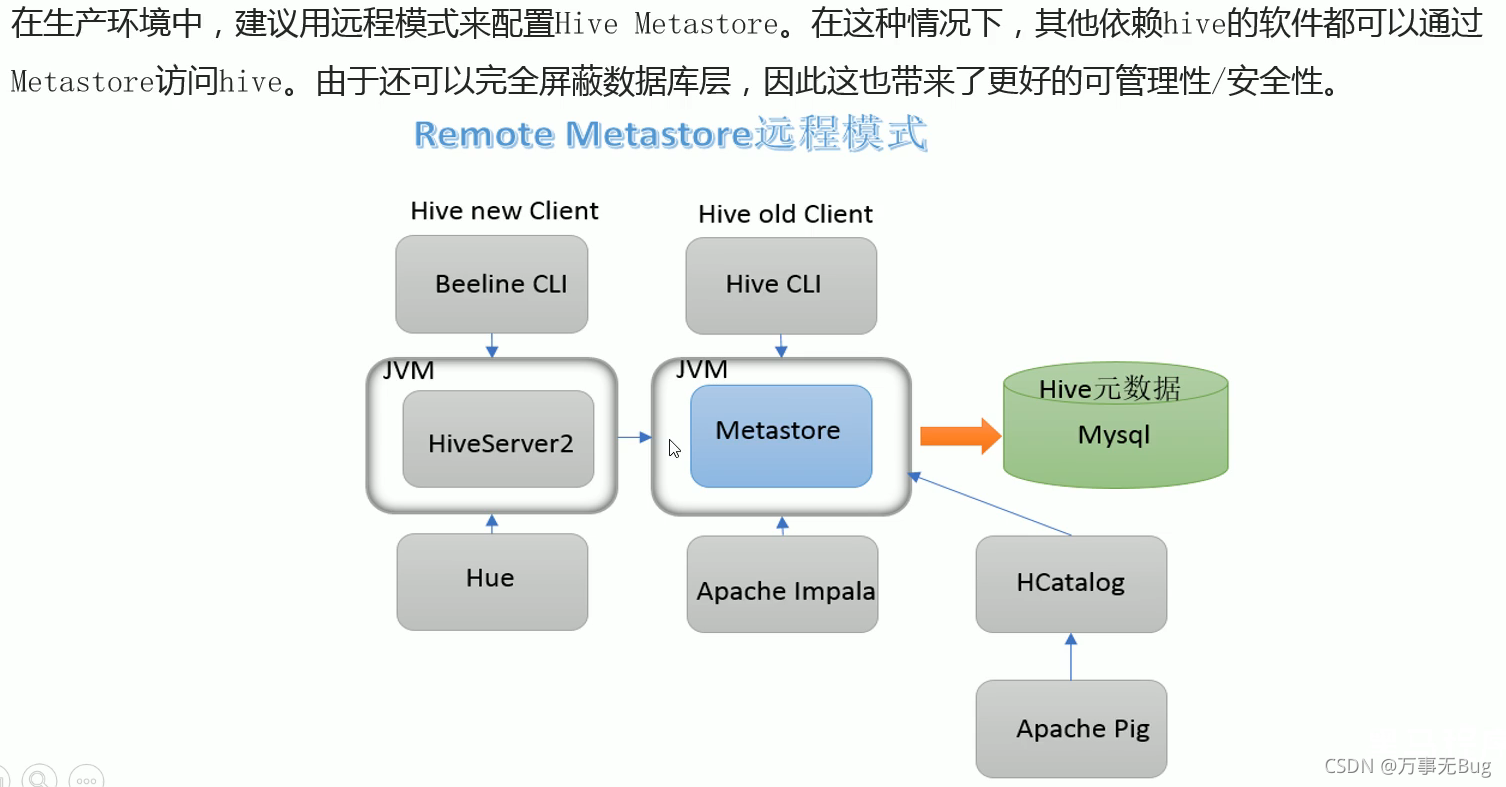 在生产环境中，建议用远程模式来配置Hive Metastore。在这种情况下，其他依赖hive的软件都可以通过
Metastore访问hive。由于还可以完全屏蔽数据库层，因此这也带来了更好的可管理性/安全性。
Remote Metastore远程模式
Hive new Client
Hive old Client
Beeline CLI
Hive CLI
JVM
JVM
Hive元数据
Metastore
Mysql
HiveServer2
Hue
Apache Impala
HCatalog
Apache Pig
CSDN @万事无Bug